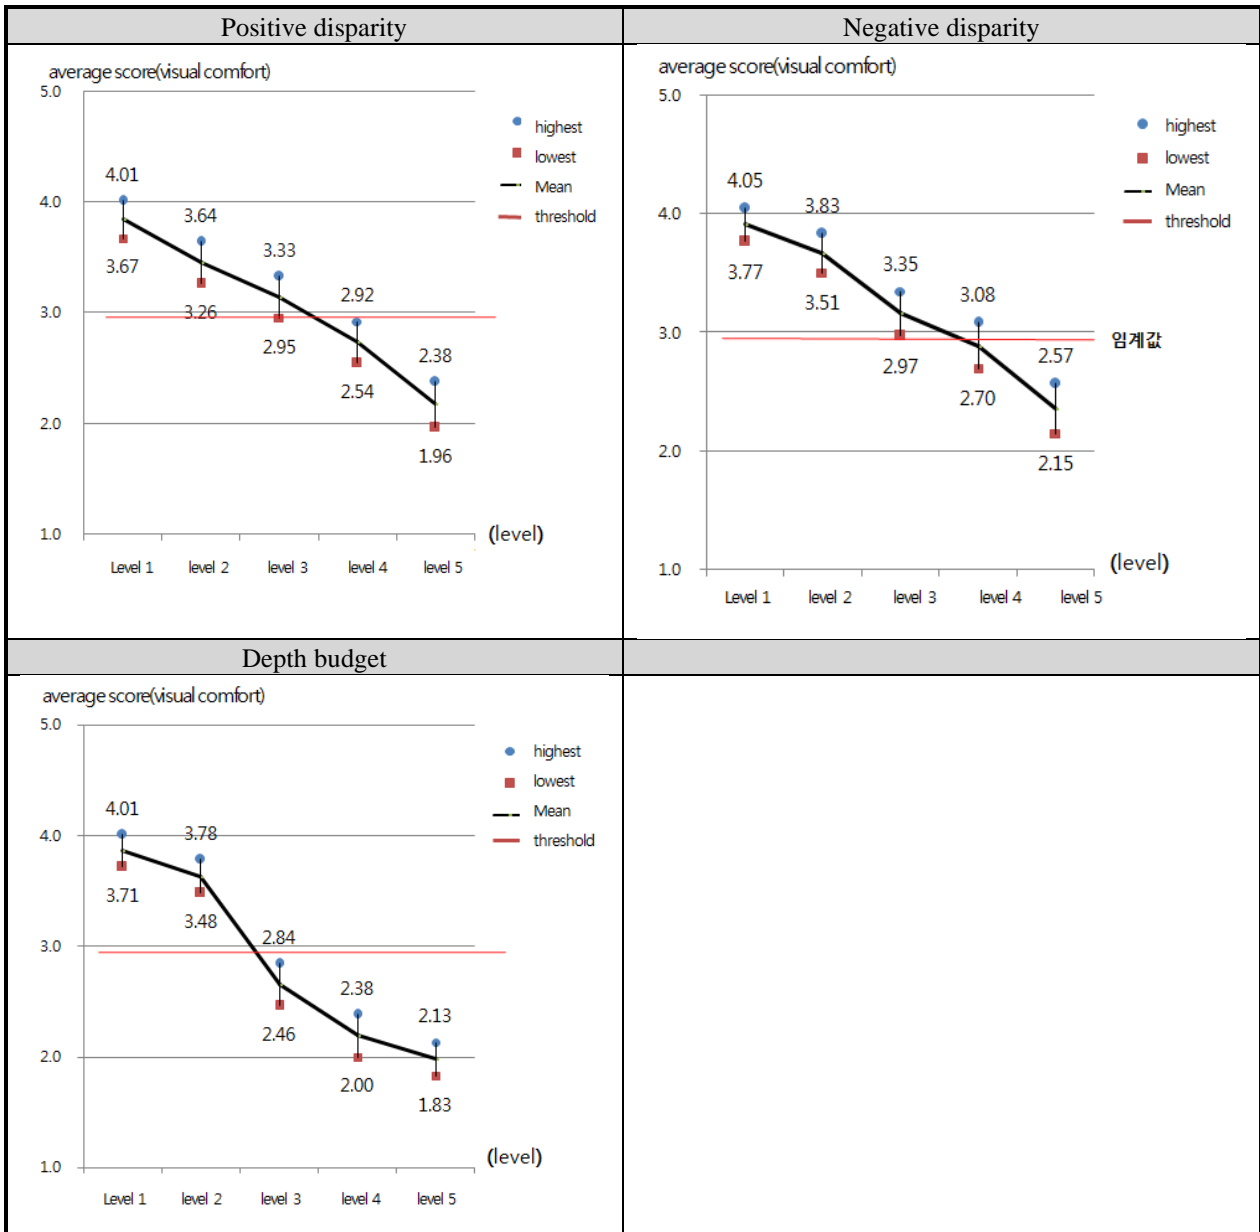 Positive disparity
Negative disparity
average score(visual comfort)
5.0
4.0
3.0
2.0
1.0
highest
lowest
Mean
threshold
4.01
3.67
3.64
3.26
3.33
2.95
2.92
2.54
2.38
1.96
(level)
Level 1 level 2 level 3 level 4 level 5
average score(visual comfort)
5.0
4.0
3.0
2.0
1.0
highest
lowest
Mean
threshold
4.05
3.77
3.83
3.51
3.35
2.97
3.08
2.70
2.57
2.15
임계값
(level)
Level 1 level 2 level 3 level 4 level 5
Depth budget
average score(visual comfort)
5.0
4.0
3.0
2.0
1.0
highest
lowest
Mean
threshold
4.01
3.71
3.78
3.48
2.84
2.46
2.38
2.00
2.13
1.83
(level)
Level 1 level 2 level 3 level 4 level 5